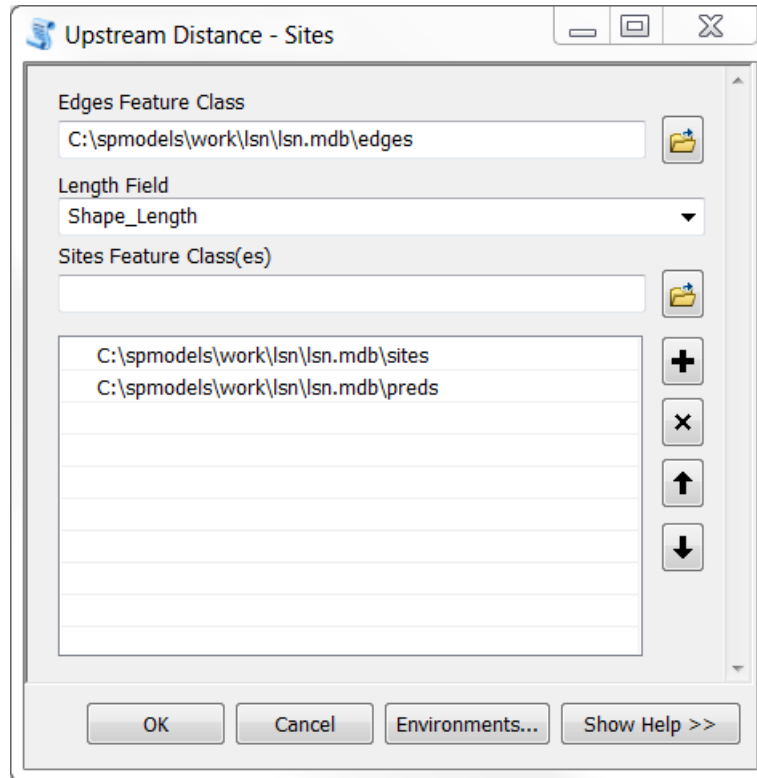 Upstream Distance - Sites
Edges Feature Class
C:\spmodels\work\lsn\lsn.mdb\edges
Length Field
Shape_Length
Sites Feature Class(es)
C:\spmodels\work\lsn\lsn.mdb\sites
C:\spmodels\work\lsn\lsn.mdb\preds
OK Cancel Environments... Show Help >>